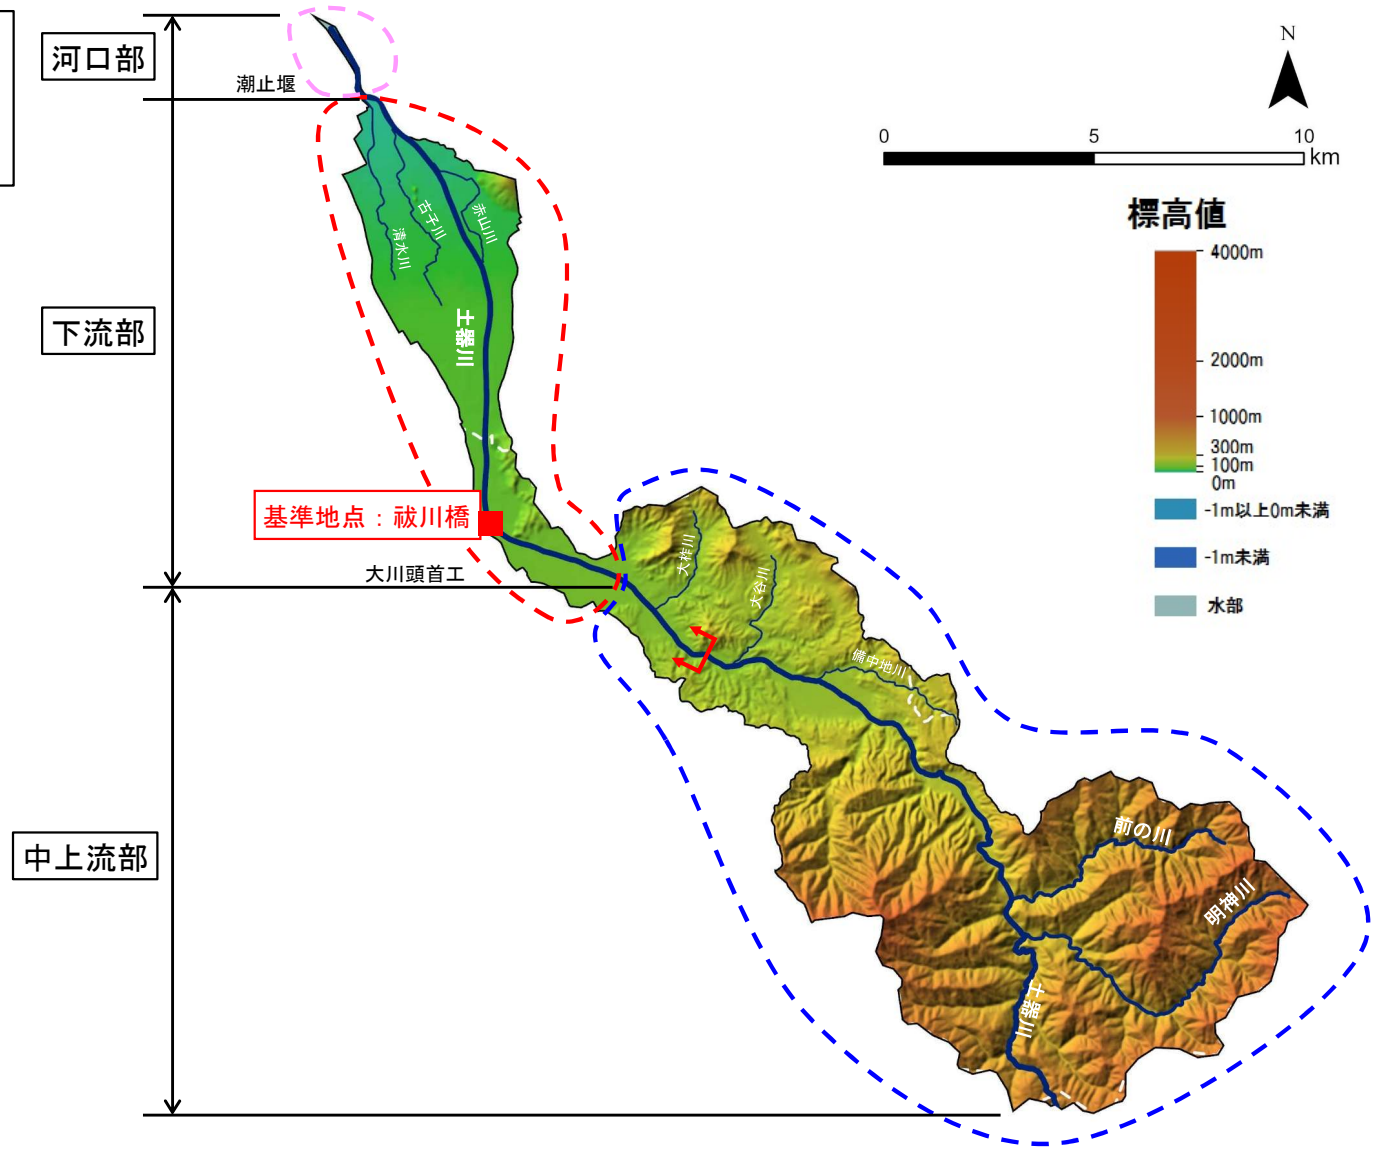 河口部
潮止堰
N
0 5 10 km
標高値
4000m
2000m
1000m
300m
100m
0m
-1m以上0m未満
-1m未満
水部
古子川
赤山川
清水川
下流部
土器川
基準地点：祓川橋
大川頭首工
大柞川
大谷川
備中地川
中上流部
前の川
明神川
土器川